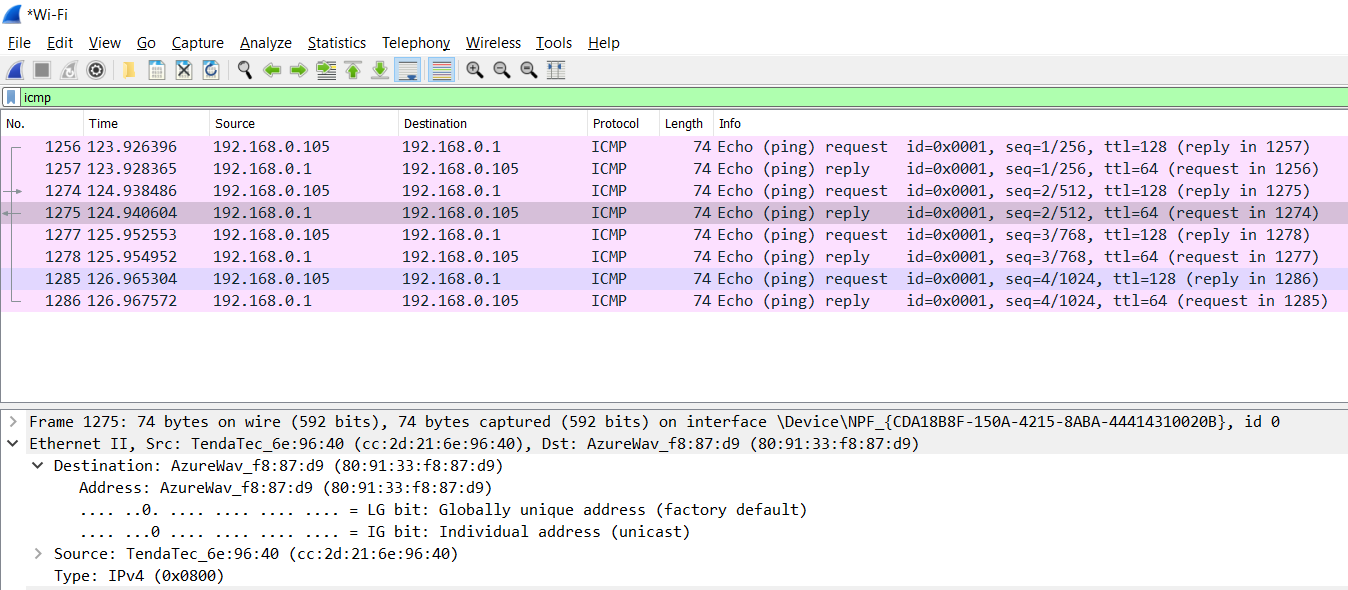 *Wi-Fi
File Edit View Go Capture Analyze Statistics Telephony Wireless Tools Help
icmp
No. Time Source Destination Protocol Length Info
1256 123.926396 192.168.0.105 192.168.0.1 ICMP 74 Echo (ping) request id=0x0001, seq=1/256, ttl=128 (reply in 1257)
1257 123.928365 192.168.0.1 192.168.0.105 ICMP 74 Echo (ping) reply id=0x0001, seq=1/256, ttl=64 (request in 1256)
1274 124.938486 192.168.0.105 192.168.0.1 ICMP 74 Echo (ping) request id=0x0001, seq=2/512, ttl=128 (reply in 1275)
1275 124.940604 192.168.0.1 192.168.0.105 ICMP 74 Echo (ping) reply id=0x0001, seq=2/512, ttl=64 (request in 1274)
1277 125.952553 192.168.0.105 192.168.0.1 ICMP 74 Echo (ping) request id=0x0001, seq=3/768, ttl=128 (reply in 1278)
1278 125.954952 192.168.0.1 192.168.0.105 ICMP 74 Echo (ping) reply id=0x0001, seq=3/768, ttl=64 (request in 1277)
1285 126.965304 192.168.0.105 192.168.0.1 ICMP 74 Echo (ping) request id=0x0001, seq=4/1024, ttl=128 (reply in 1286)
1286 126.967572 192.168.0.1 192.168.0.105 ICMP 74 Echo (ping) reply id=0x0001, seq=4/1024, ttl=64 (request in 1285)
Frame 1275: 74 bytes on wire (592 bits), 74 bytes captured (592 bits) on interface \Device\NPF_{CDA18B8F-150A-4215-8ABA-44414310020B}, id 0
Ethernet II, Src: TendaTec_6e:96:40 (cc:2d:21:6e:96:40), Dst: AzureWav_f8:87:d9 (80:91:33:f8:87:d9)
Destination: AzureWav_f8:87:d9 (80:91:33:f8:87:d9)
Address: AzureWav_f8:87:d9 (80:91:33:f8:87:d9)
.... ..0. .... .... .... .... = LG bit: Globally unique address (factory default)
.... ...0 .... .... .... .... = IG bit: Individual address (unicast)
Source: TendaTec_6e:96:40 (cc:2d:21:6e:96:40)
Type: IPv4 (0x0800)